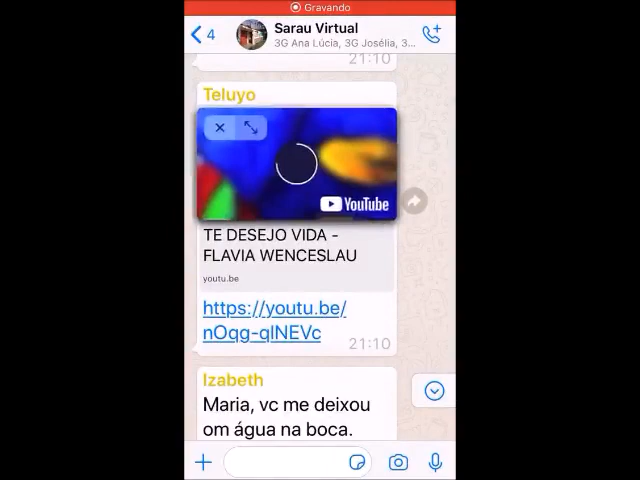 Gravando
4
Sarau Virtual
3G Ana Lúcia, 3G Josélia, 3...
21:10
Teluyo
YouTube
TE DESEJO VIDA -
FLAVIA WENCESLAU
youtu.be
https://youtu.be/
nOqg-qlNEVc
21:10
Izabeth
Maria, vc me deixou
om água na boca.